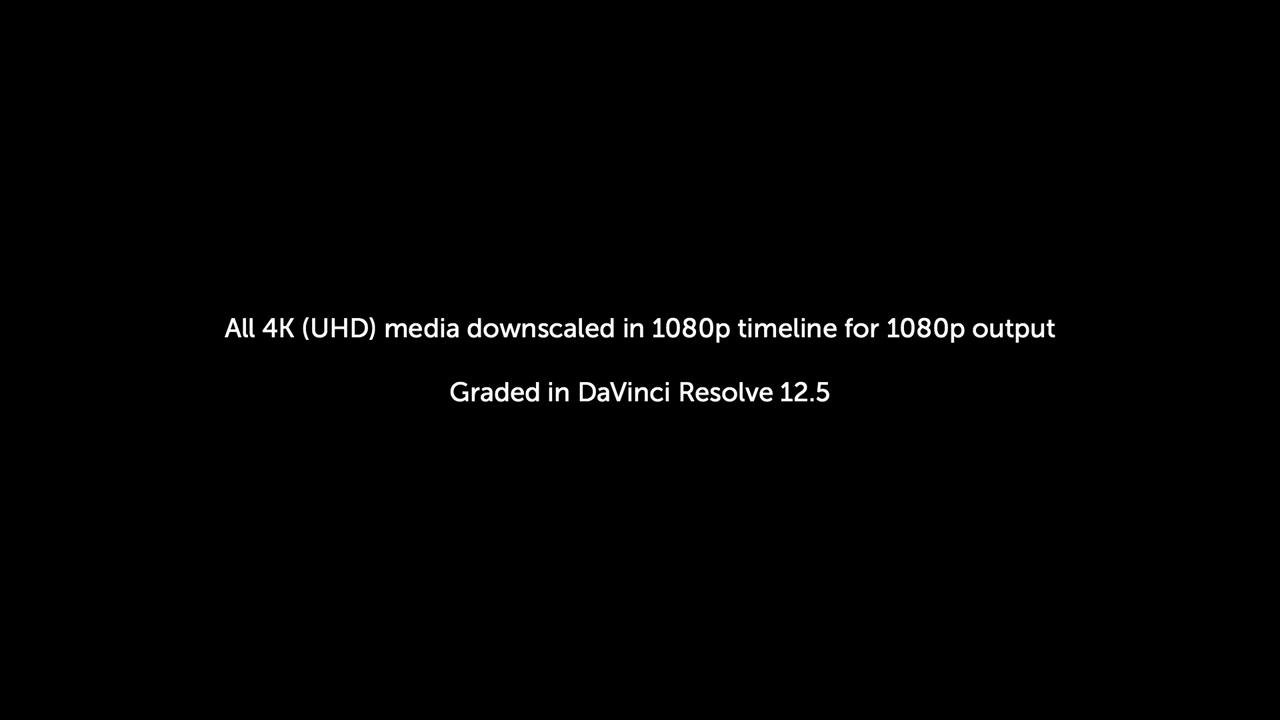 All 4K (UHD) media downscaled in 1080p timeline for 1080p output
Graded in DaVinci Resolve 12.5